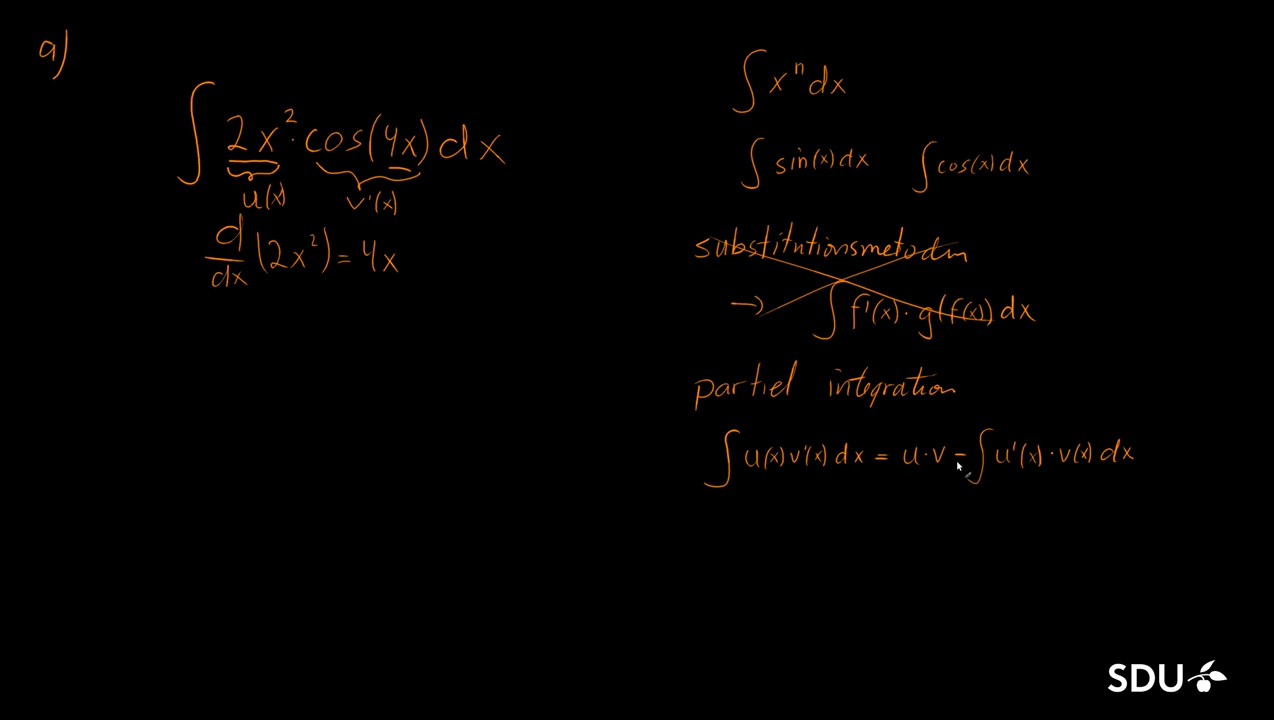 a)
∫ 2x² · cos(4x) dx
u(x) v'(x)
d/dx (2x²) = 4x
∫ xⁿ dx
∫ sin(x) dx ∫ cos(x) dx
substitutionsmetoden
→ ∫ f'(x) · g(f(x)) dx
partiel integration
∫ u(x) v'(x) dx = u · v - ∫ u'(x) · v(x) dx
SDU